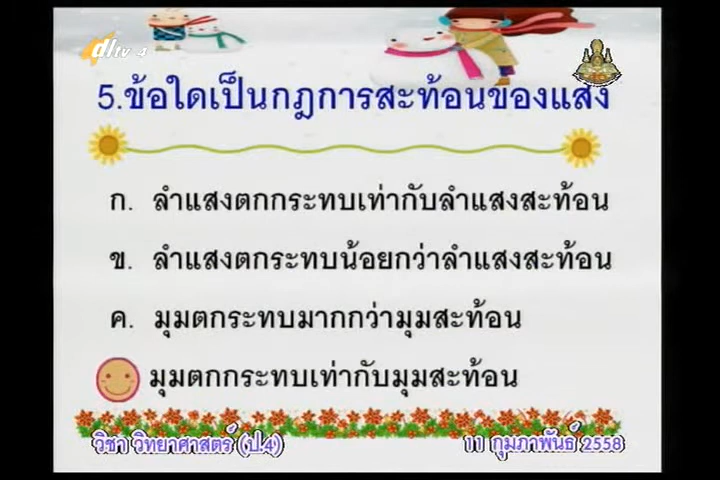 dltv 4
5.ข้อใดเป็นกฎการสะท้อนของแสง
ก. ลำแสงตกกระทบเท่ากับลำแสงสะท้อน
ข. ลำแสงตกระทบน้อยกว่าลำแสงสะท้อน
ค. มุมตกระทบมากกว่ามุมสะท้อน
มุมตกกระทบเท่ากับมุมสะท้อน
วิชา วิทยาศาสตร์ (ป.4) 11 กุมภาพันธ์ 2558